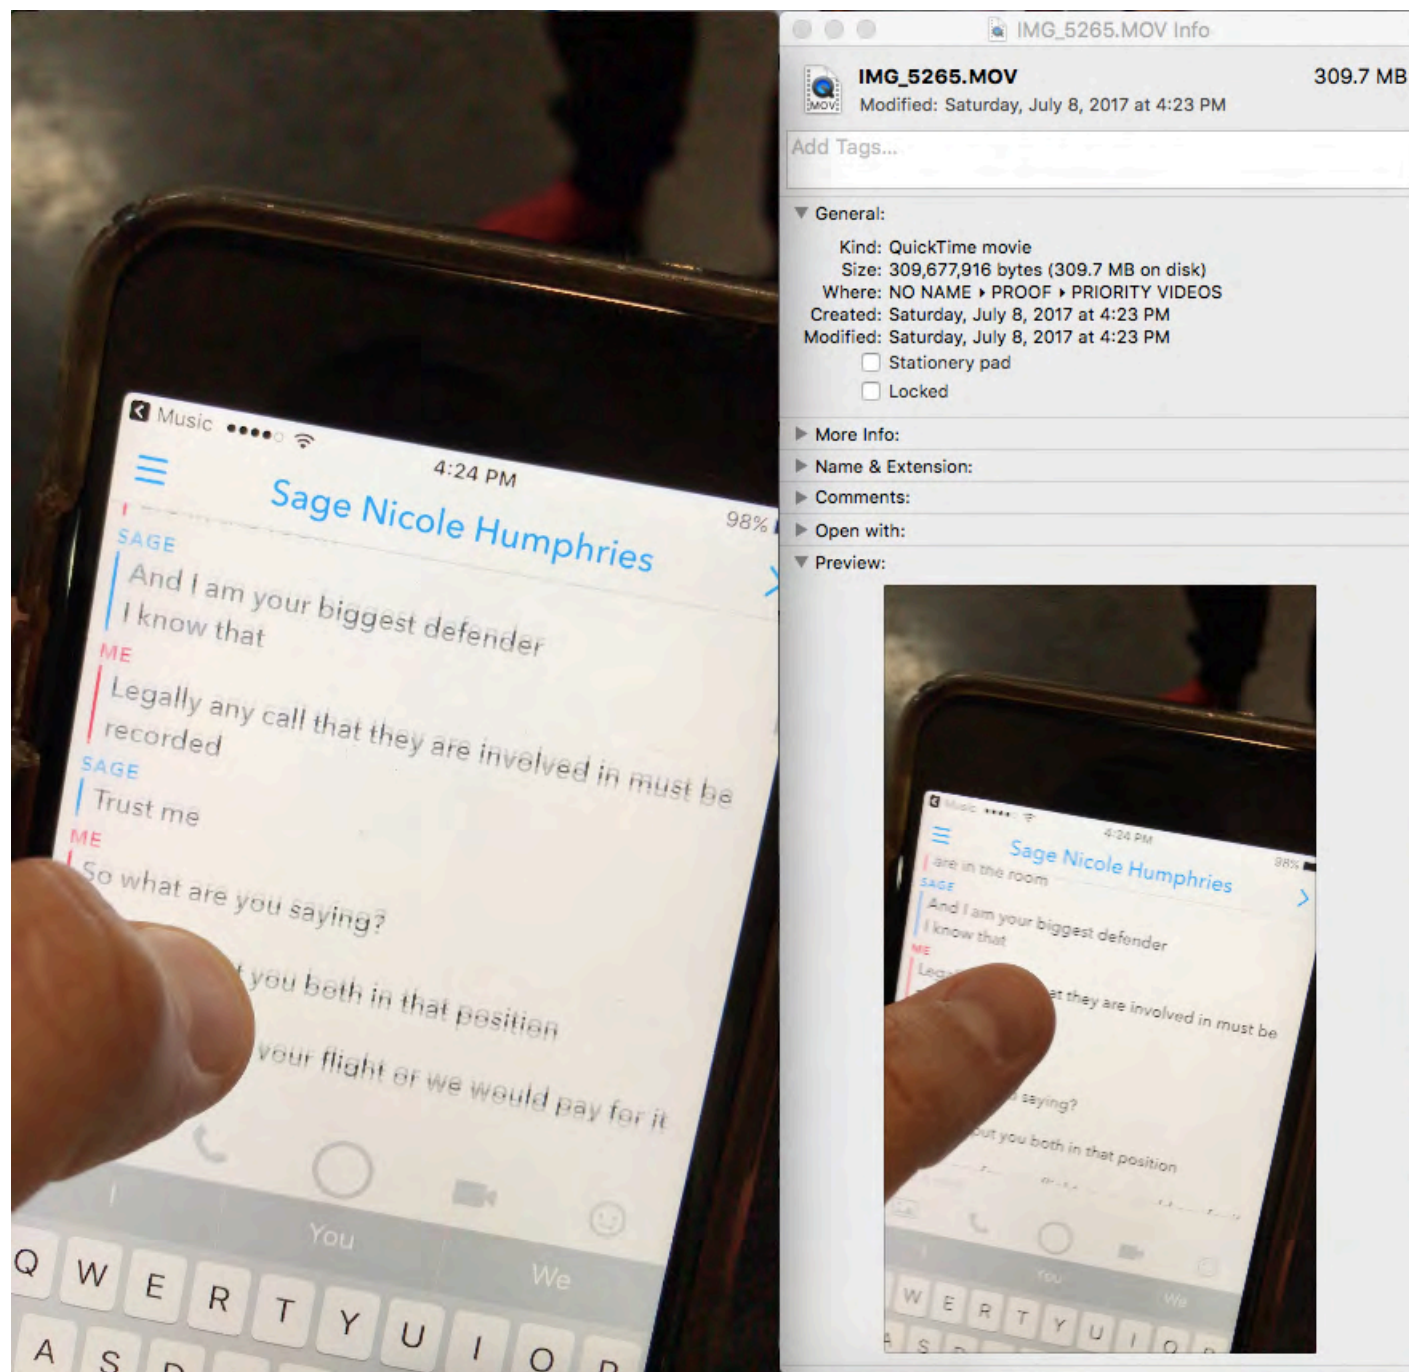 Music
4:24 PM
98%
Sage Nicole Humphries
SAGE
And I am your biggest defender
I know that
ME
Legally any call that they are involved in must be
recorded
SAGE
Trust me
ME
So what are you saying?
you both in that position
your flight or we would pay for it
I You We
Q W E R T Y U I O P
A S D
IMG_5265.MOV Info
MOV
IMG_5265.MOV 309.7 MB
Modified: Saturday, July 8, 2017 at 4:23 PM
Add Tags...
General:
Kind: QuickTime movie
Size: 309,677,916 bytes (309.7 MB on disk)
Where: NO NAME ▸ PROOF ▸ PRIORITY VIDEOS
Created: Saturday, July 8, 2017 at 4:23 PM
Modified: Saturday, July 8, 2017 at 4:23 PM
Stationery pad
Locked
More Info:
Name & Extension:
Comments:
Open with:
Preview:
Music
4:24 PM
98%
Sage Nicole Humphries
are in the room
SAGE
And I am your biggest defender
I know that
ME
at they are involved in must be
saying?
put you both in that position
You We
W E R T Y U I O P
A S D